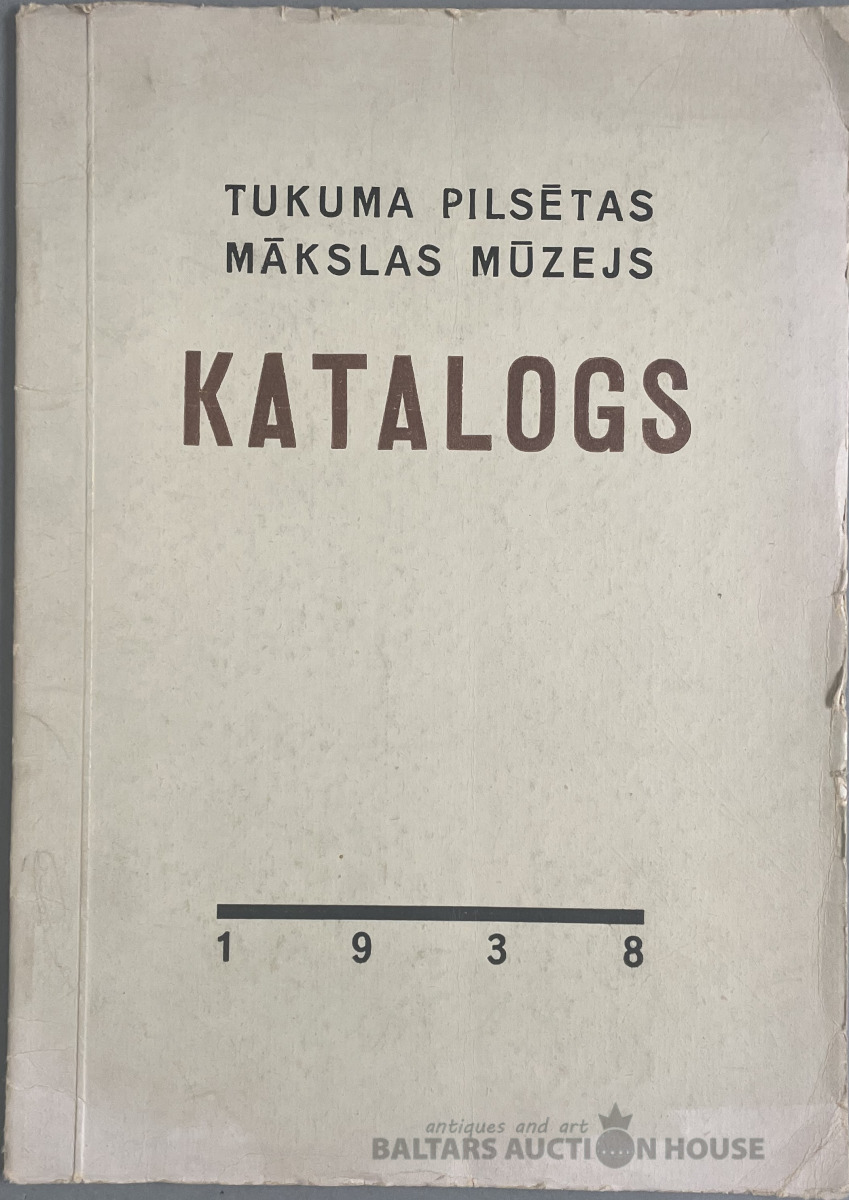 TUKUMA PILSĒTAS
MĀKSLAS MŪZEJS
KATALOGS
1 9 3 8
antiques and art
BALTARS AUCTION HOUSE